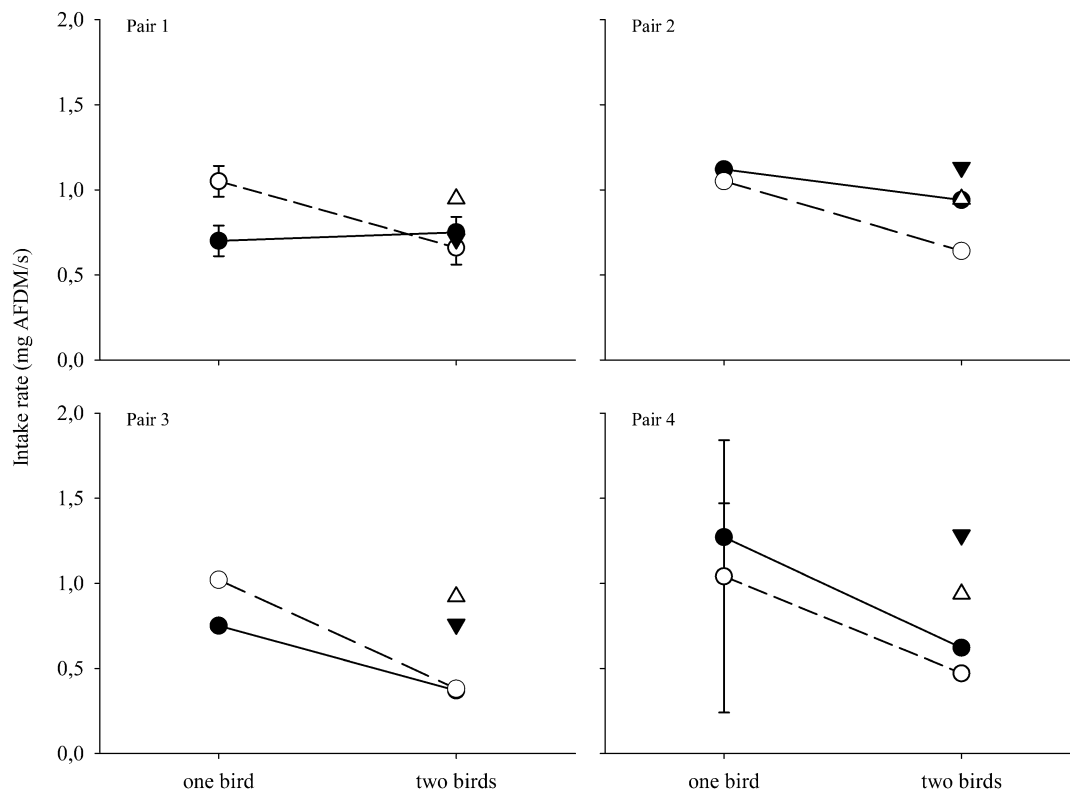 Pair 1
Pair 2
2,0
1,5
1,0
0,5
0,0
Intake rate (mg AFDM/s)
Pair 3
Pair 4
2,0
1,5
1,0
0,5
0,0
one bird
two birds
one bird
two birds